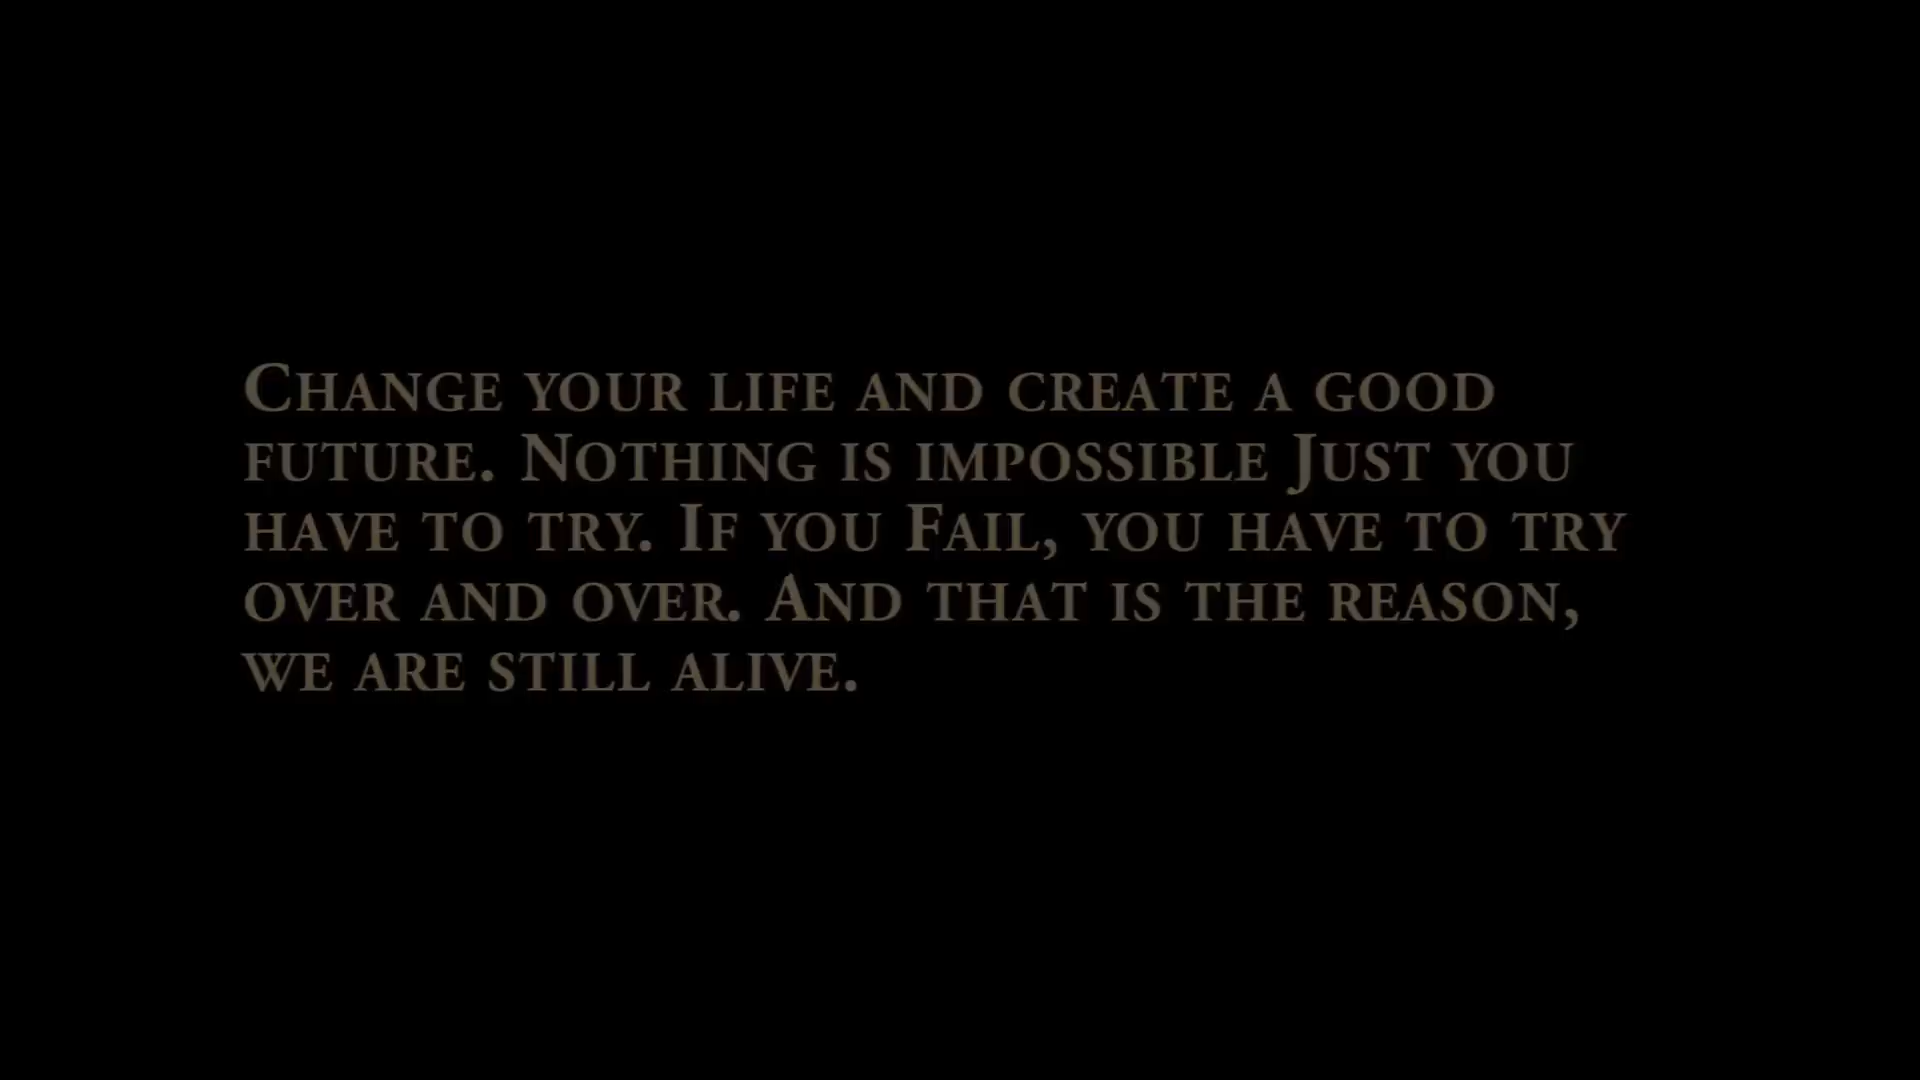 Change your life and create a good
future. Nothing is impossible Just you
have to try. If you Fail, you have to try
over and over. And that is the reason,
we are still alive.